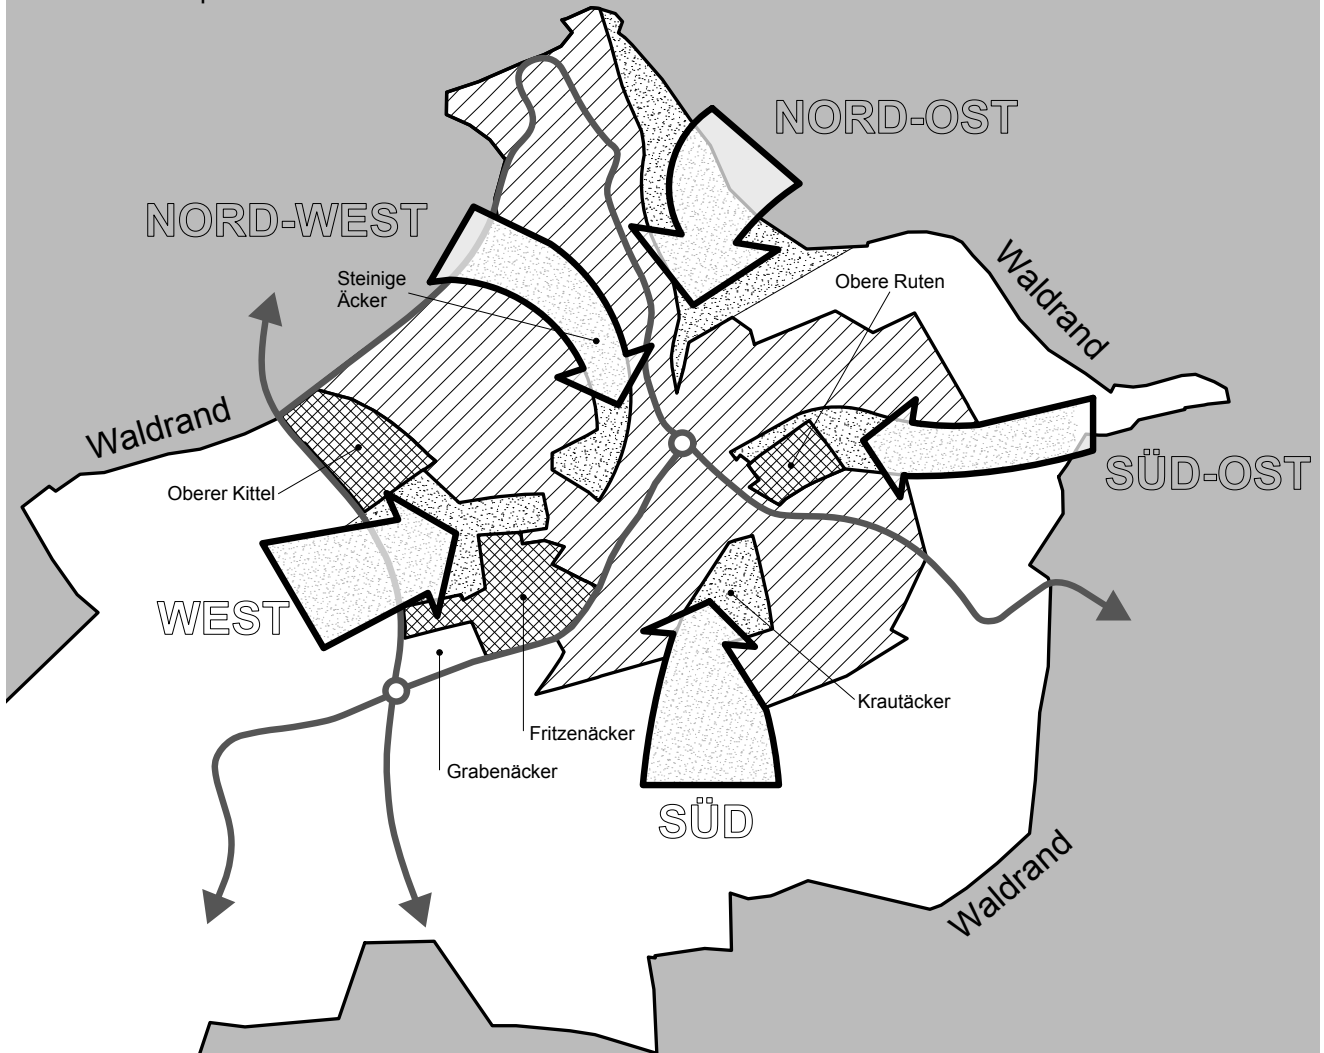 NORD-OST
NORD-WEST
Steinige
Äcker
Obere Ruten
Waldrand
Waldrand
SÜD-OST
Oberer Kittel
WEST
Krautäcker
Fritzenäcker
Grabenäcker
SÜD
Waldrand